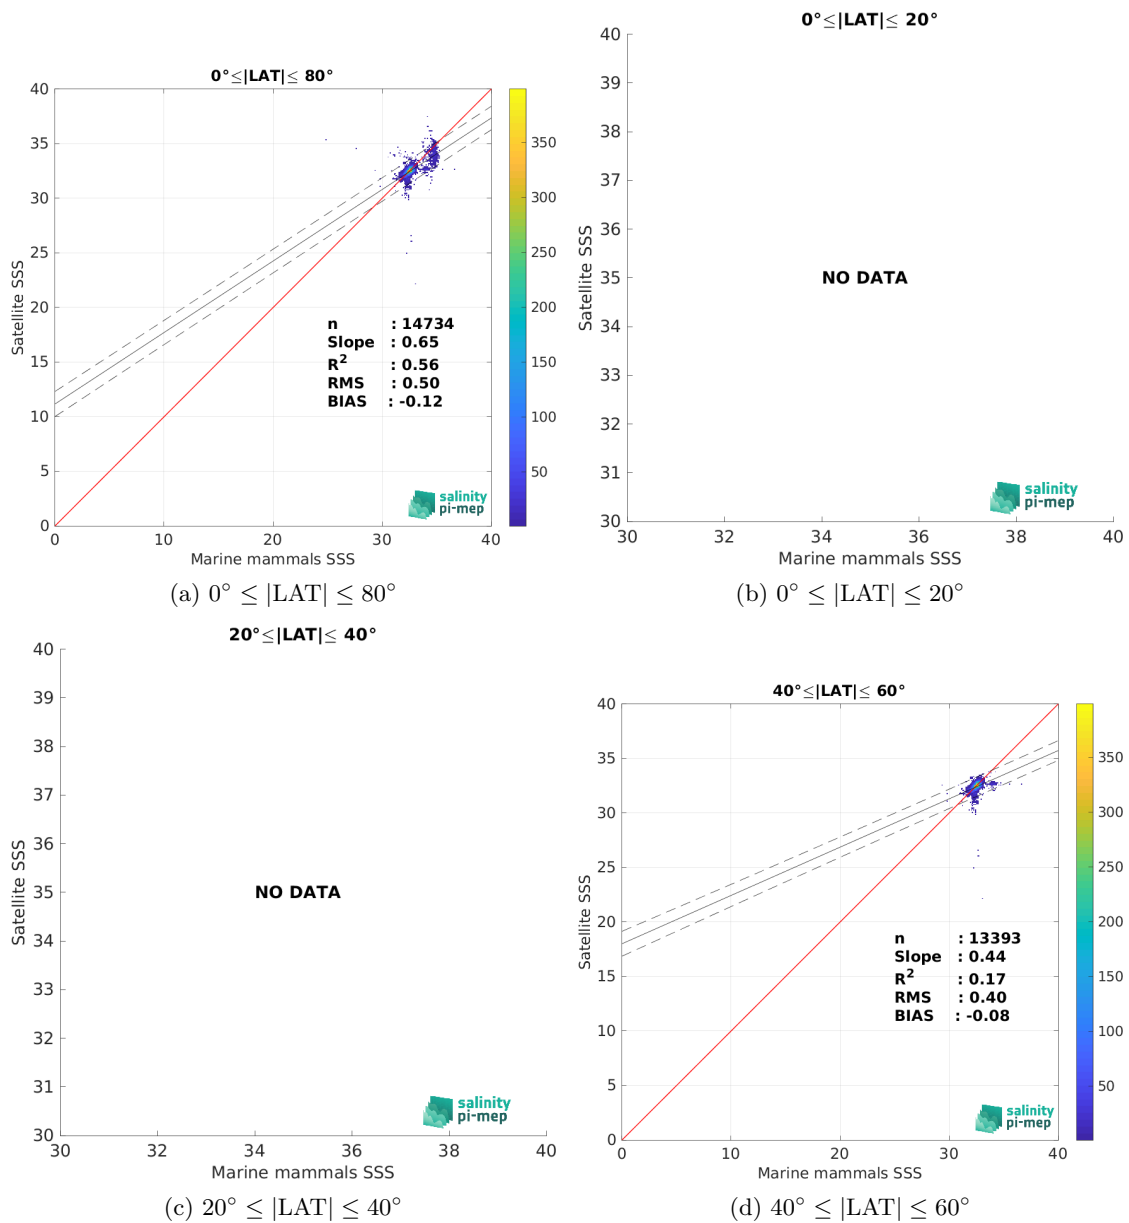 0°≤|LAT|≤ 80°
40
35
30
25
20
15
10
5
0
Satellite SSS
0
10
20
30
40
Marine mammals SSS
350
300
250
200
150
100
50
n : 14734
Slope : 0.65
R² : 0.56
RMS : 0.50
BIAS : -0.12
salinity
pi-mep
(a) 0° ≤ |LAT| ≤ 80°
0°≤|LAT|≤ 20°
40
39
38
37
36
35
34
33
32
31
30
Satellite SSS
NO DATA
30
32
34
36
38
40
Marine mammals SSS
salinity
pi-mep
(b) 0° ≤ |LAT| ≤ 20°
20°≤|LAT|≤ 40°
40
39
38
37
36
35
34
33
32
31
30
Satellite SSS
NO DATA
30
32
34
36
38
40
Marine mammals SSS
salinity
pi-mep
(c) 20° ≤ |LAT| ≤ 40°
40°≤|LAT|≤ 60°
40
35
30
25
20
15
10
5
0
Satellite SSS
0
10
20
30
40
Marine mammals SSS
350
300
250
200
150
100
50
n : 13393
Slope : 0.44
R² : 0.17
RMS : 0.40
BIAS : -0.08
salinity
pi-mep
(d) 40° ≤ |LAT| ≤ 60°